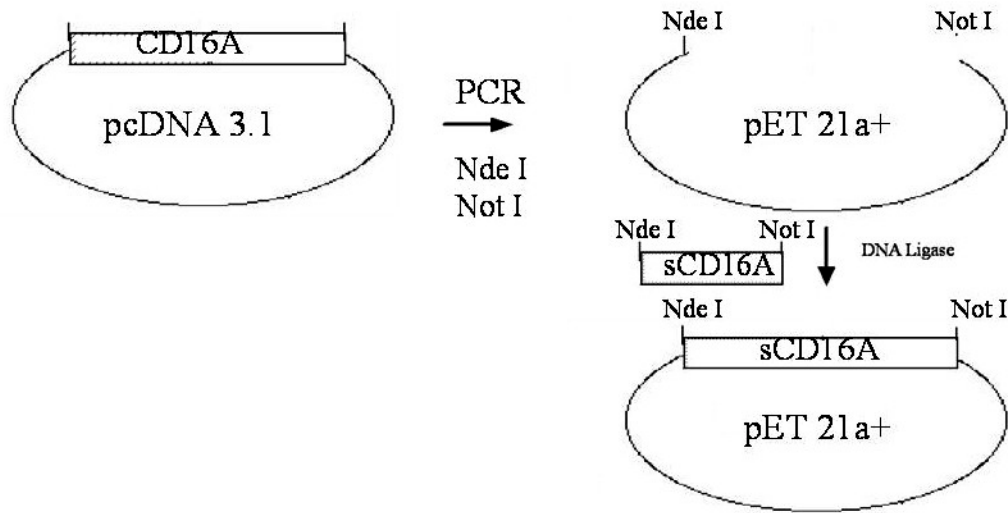 CD16A
pcDNA 3.1
PCR
Nde I
Not I
Nde I
Not I
pET 21a+
Nde I
Not I
sCD16A
DNA Ligase
Nde I
Not I
sCD16A
pET 21a+